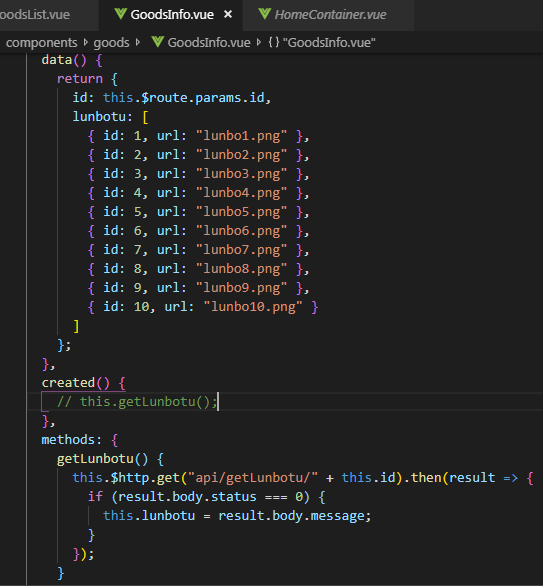 oodsList.vue GoodsInfo.vue × HomeContainer.vue
components > goods > GoodsInfo.vue > {} "GoodsInfo.vue"
data() {
return {
id: this.$route.params.id,
lunbotu: [
{ id: 1, url: "lunbo1.png" },
{ id: 2, url: "lunbo2.png" },
{ id: 3, url: "lunbo3.png" },
{ id: 4, url: "lunbo4.png" },
{ id: 5, url: "lunbo5.png" },
{ id: 6, url: "lunbo6.png" },
{ id: 7, url: "lunbo7.png" },
{ id: 8, url: "lunbo8.png" },
{ id: 9, url: "lunbo9.png" },
{ id: 10, url: "lunbo10.png" }
]
};
},
created() {
// this.getLunbotu();
},
methods: {
getLunbotu() {
this.$http.get("api/getLunbotu/" + this.id).then(result => {
if (result.body.status === 0) {
this.lunbotu = result.body.message;
}
});
}